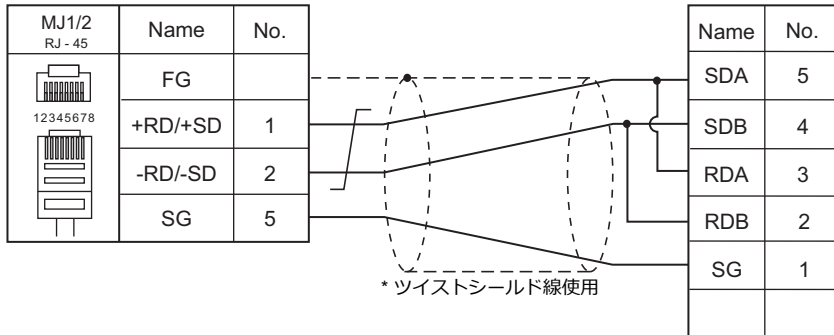 MJ1/2 Name No.
RJ - 45
FG
12345678
+RD/+SD 1
-RD/-SD 2
SG 5
Name No.
SDA 5
SDB 4
RDA 3
RDB 2
SG 1
* ツイストシールド線使用